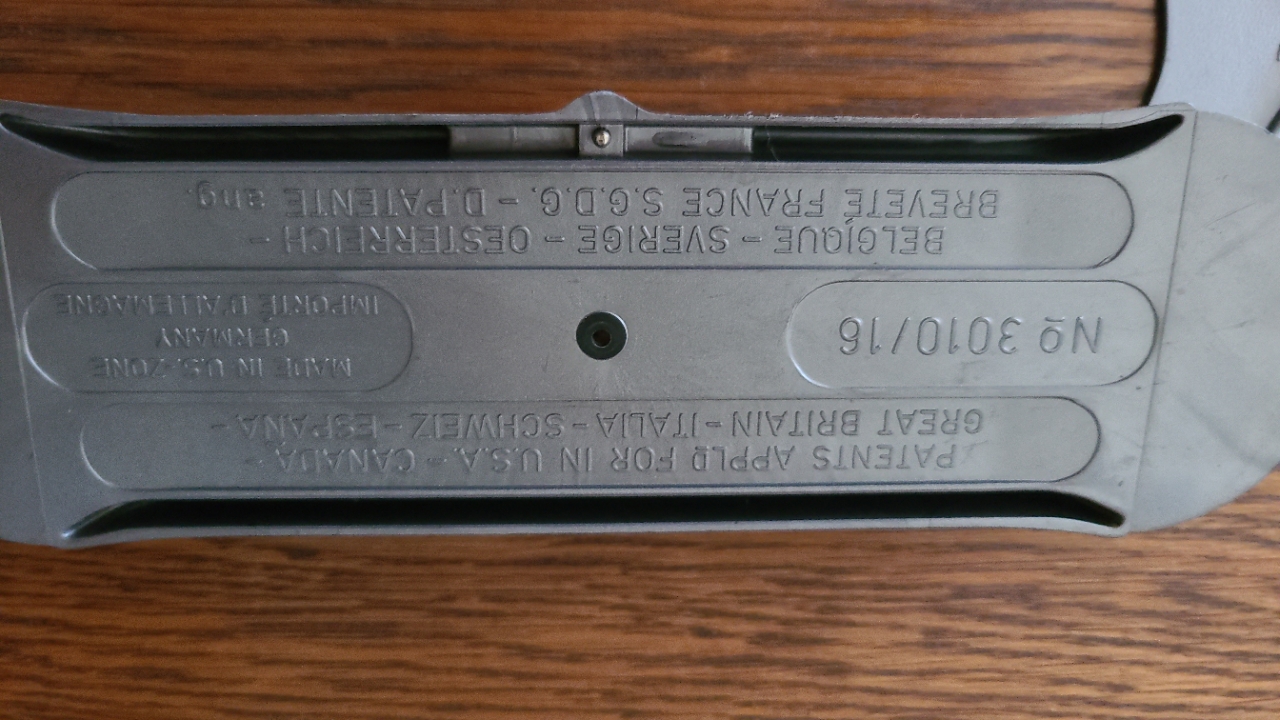 PATENTS APPLD FOR IN U.S.A. - CANADA -
GREAT BRITAIN - ITALIA - SCHWEIZ - ESPAÑA -
No 3010/16
MADE IN U.S.-ZONE
GERMANY
IMPORTÉ D'ALLEMAGNE
BELGIQUE - SVERIGE - OESTERREICH -
BREVETÉ FRANCE S.G.D.G. - D.PATENTE ang.